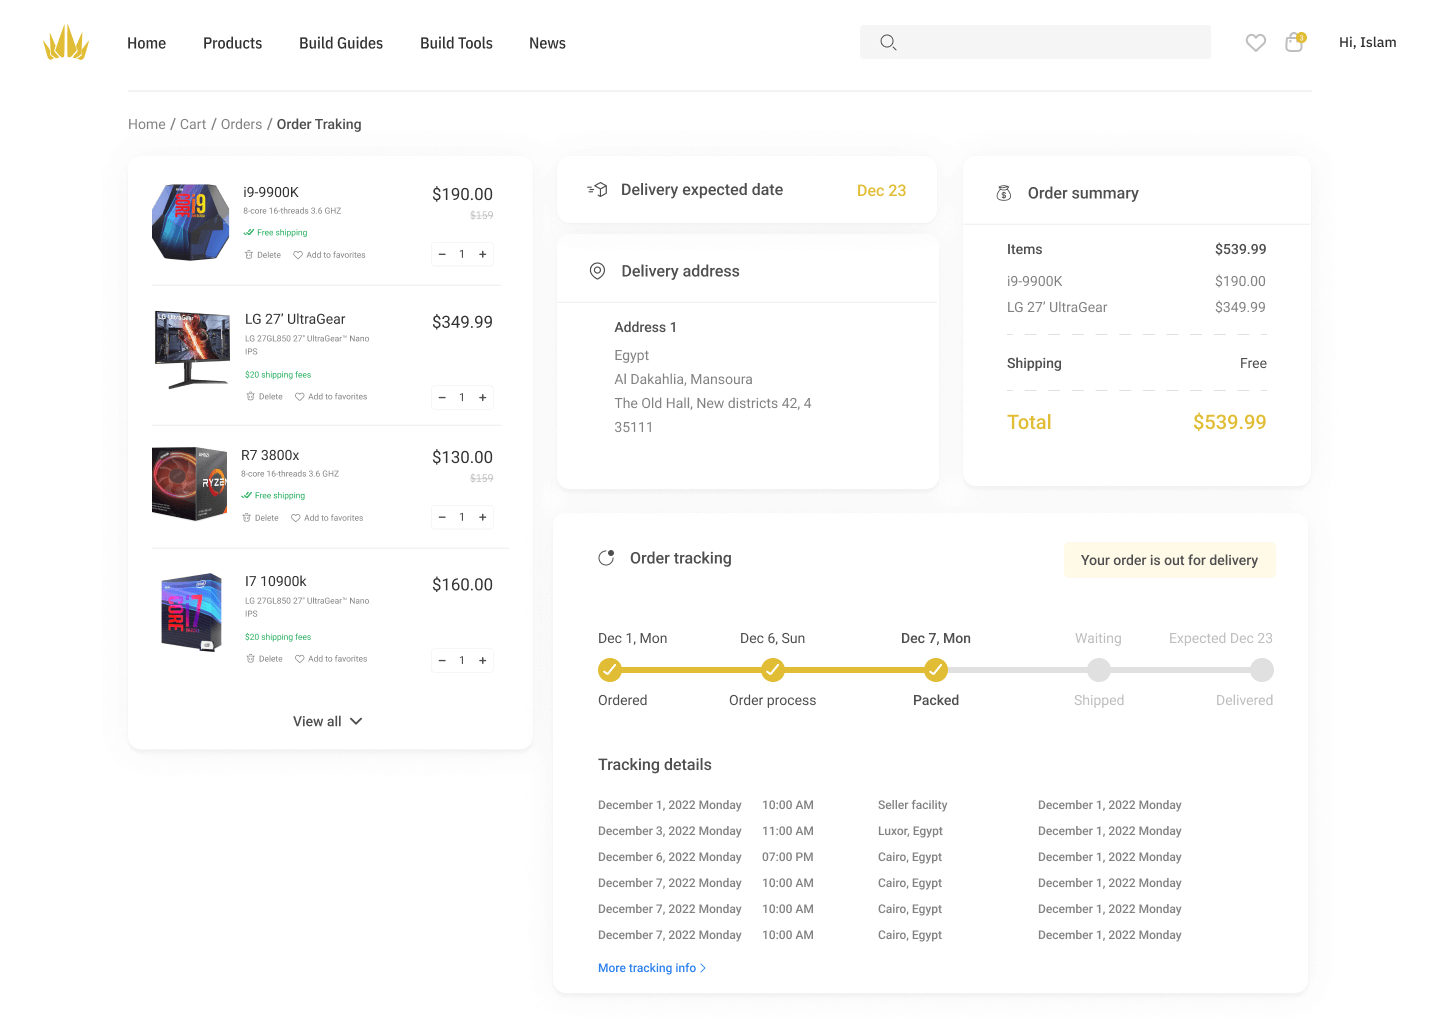 Home Products Build Guides Build Tools News
3
Hi, Islam
Home / Cart / Orders / Order Traking
CORE i9
i9-9900K
$190.00
8-core 16-threads 3.6 GHZ
$159
Free shipping
Delete Add to favorites
− 1 +
LG UltraGear
LG 27’ UltraGear
$349.99
LG 27GL850 27" UltraGear™ Nano
IPS
$20 shipping fees
Delete Add to favorites
− 1 +
AMD
RYZEN
R7 3800x
$130.00
8-core 16-threads 3.6 GHZ
$159
Free shipping
Delete Add to favorites
− 1 +
intel
CORE i7
I7 10900k
$160.00
LG 27GL850 27" UltraGear™ Nano
IPS
$20 shipping fees
Delete Add to favorites
− 1 +
View all
Delivery expected date Dec 23
Delivery address
Address 1
Egypt
Al Dakahlia, Mansoura
The Old Hall, New districts 42, 4
35111
Order summary
Items $539.99
i9-9900K $190.00
LG 27’ UltraGear $349.99
Shipping Free
Total $539.99
Order tracking
Your order is out for delivery
Dec 1, Mon Dec 6, Sun Dec 7, Mon Waiting Expected Dec 23
Ordered Order process Packed Shipped Delivered
Tracking details
December 1, 2022 Monday 10:00 AM Seller facility December 1, 2022 Monday
December 3, 2022 Monday 11:00 AM Luxor, Egypt December 1, 2022 Monday
December 6, 2022 Monday 07:00 PM Cairo, Egypt December 1, 2022 Monday
December 7, 2022 Monday 10:00 AM Cairo, Egypt December 1, 2022 Monday
December 7, 2022 Monday 10:00 AM Cairo, Egypt December 1, 2022 Monday
December 7, 2022 Monday 10:00 AM Cairo, Egypt December 1, 2022 Monday
More tracking info >